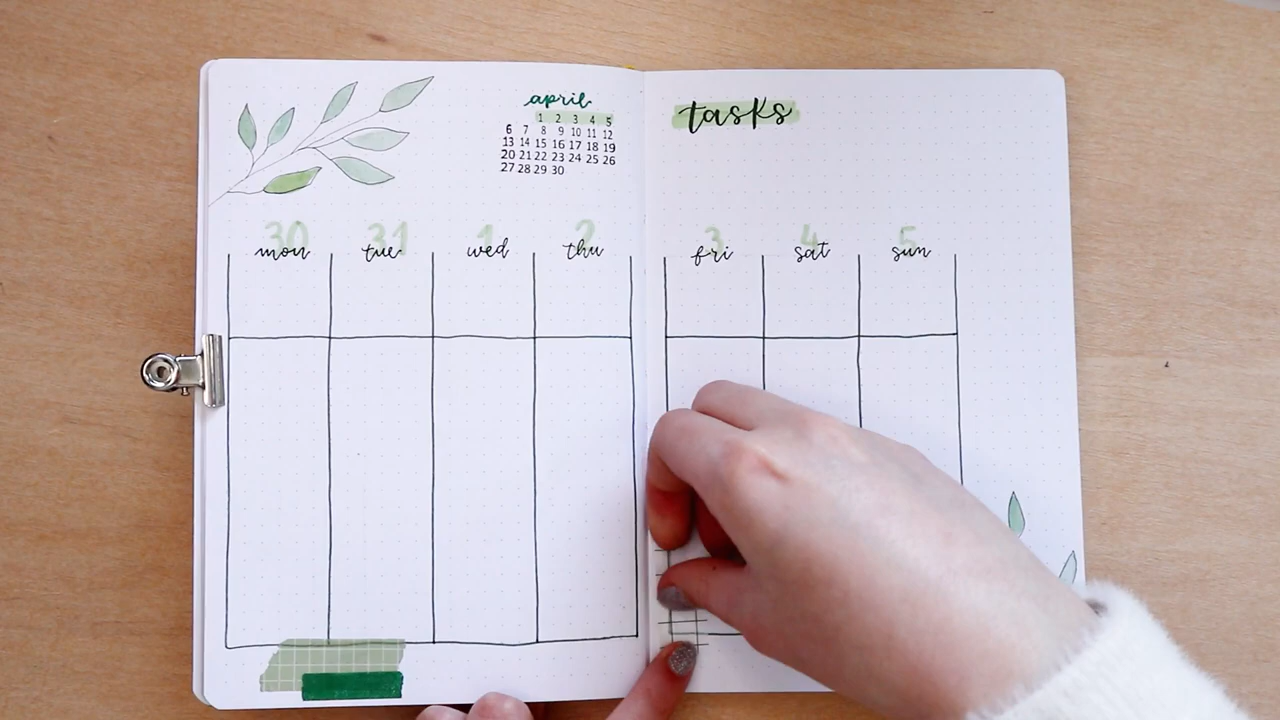 april
1 2 3 4 5
6 7 8 9 10 11 12
13 14 15 16 17 18 19
20 21 22 23 24 25 26
27 28 29 30
30 31 1 2
mon tue wed thu
tasks
3 4 5
fri sat sun